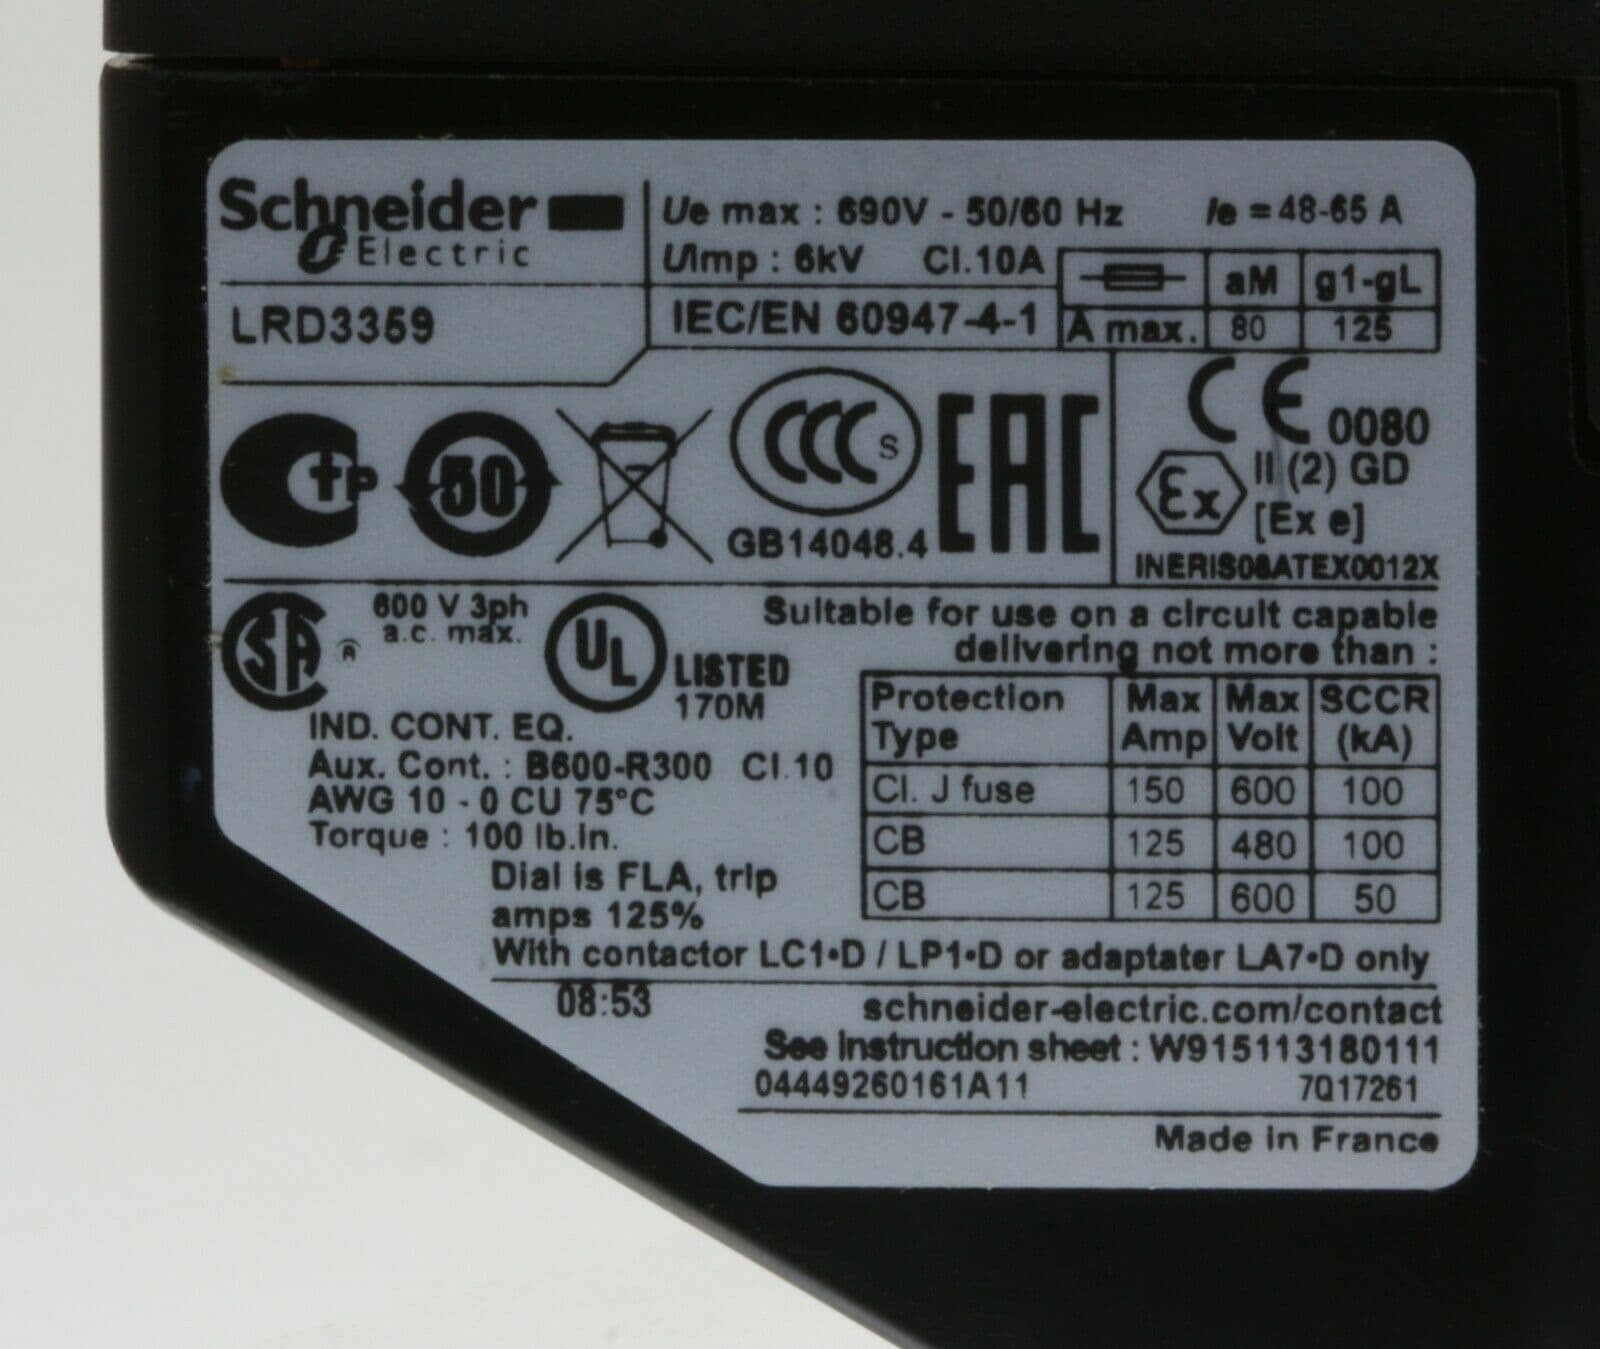 Schneider
Electric
LRD3359
Ue max : 690V - 50/60 Hz Ie = 48-65 A
UImp : 6kV Cl.10A
IEC/EN 60947-4-1
aM g1-gL
A max. 80 125
50
CCC S
GB14048.4
EAC
CE 0080
Ex II (2) GD
[Ex e]
INERIS06ATEX0012X
SA ®
600 V 3ph
a.c. max.
UL LISTED
170M
IND. CONT. EQ.
Aux. Cont. : B600-R300 Cl.10
AWG 10 - 0 CU 75°C
Torque : 100 lb.in.
Dial is FLA, trip
amps 125%
Suitable for use on a circuit capable
delivering not more than :
Protection Type Max Amp Max Volt SCCR (kA)
Cl. J fuse 150 600 100
CB 125 480 100
CB 125 600 50
With contactor LC1•D / LP1•D or adaptater LA7•D only
08:53
schneider-electric.com/contact
See instruction sheet : W915113180111
04449260161A11 7Q17261
Made in France